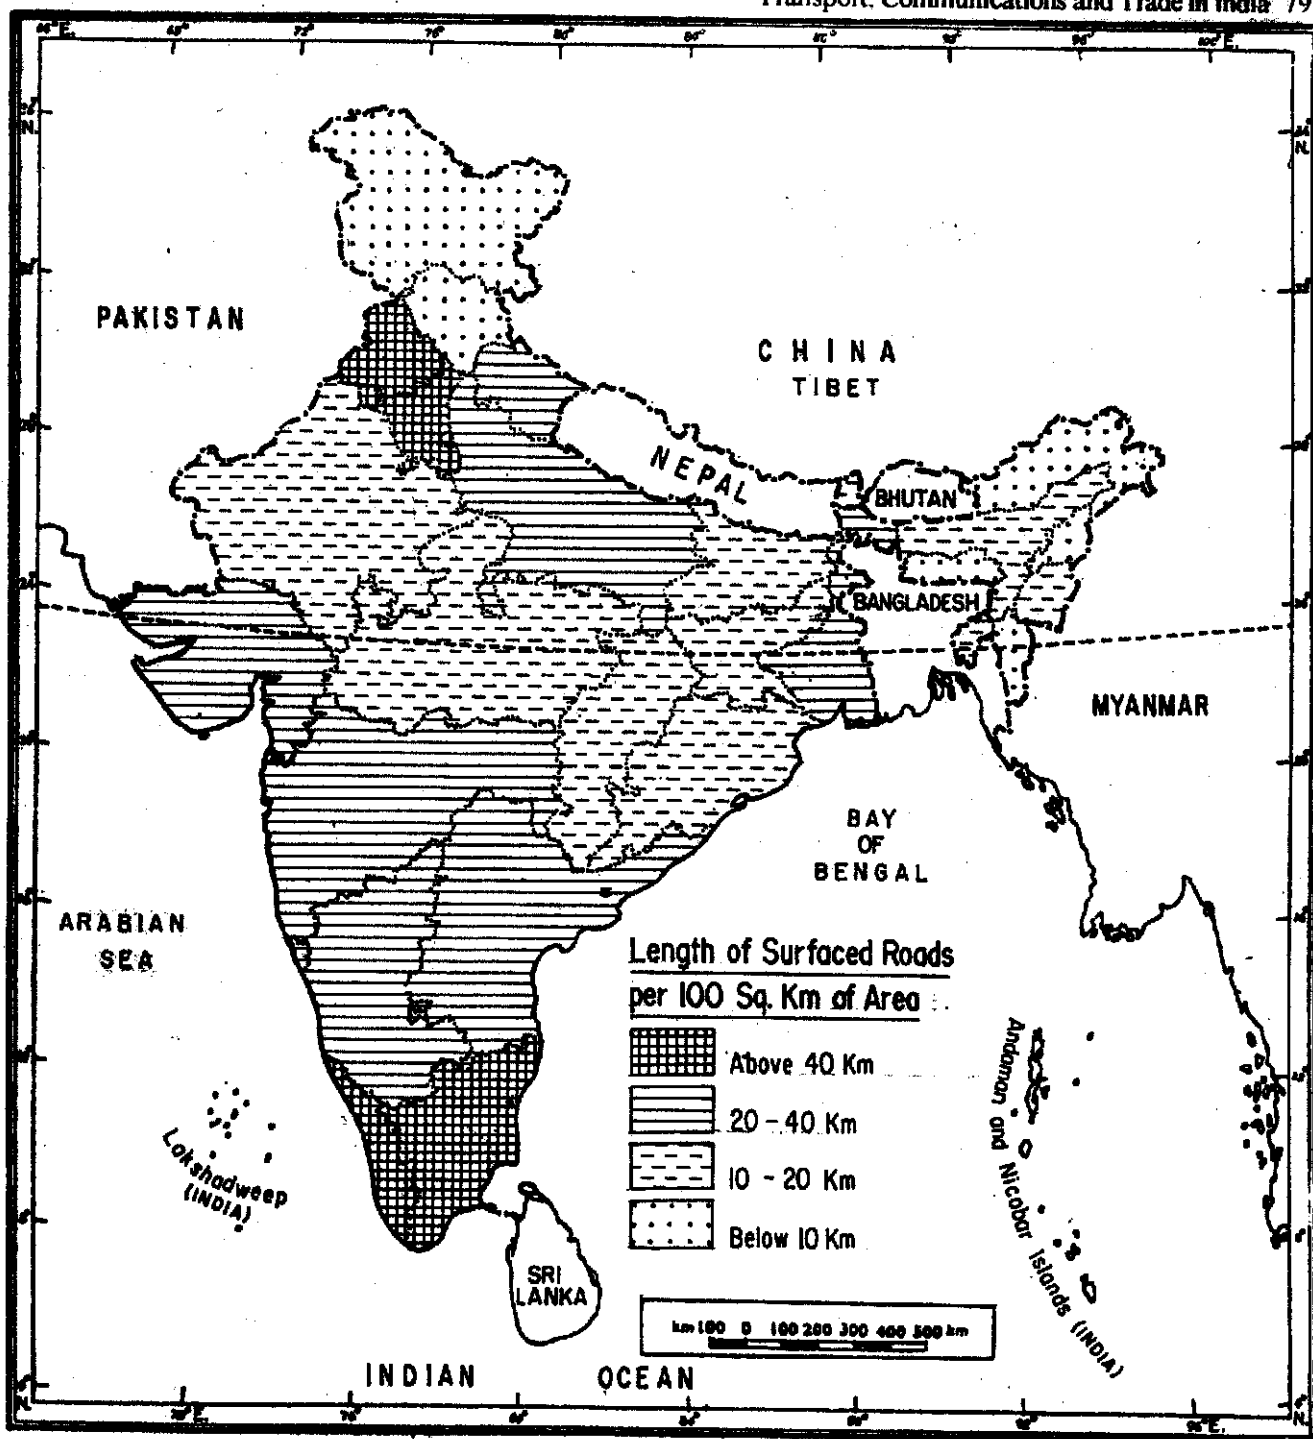 Transport, Communications and Trade in India 79
PAKISTAN
CHINA
TIBET
NEPAL
BHUTAN
BANGLADESH
MYANMAR
BAY
OF
BENGAL
ARABIAN
SEA
Length of Surfaced Roads
per 100 Sq. Km of Area
Above 40 Km
20-40 Km
10 - 20 Km
Below 10 Km
Lakshadweep
(INDIA)
Andaman and Nicobar Islands (INDIA)
SRI
LANKA
km 100 0 100 200 300 400 500 km
INDIAN OCEAN